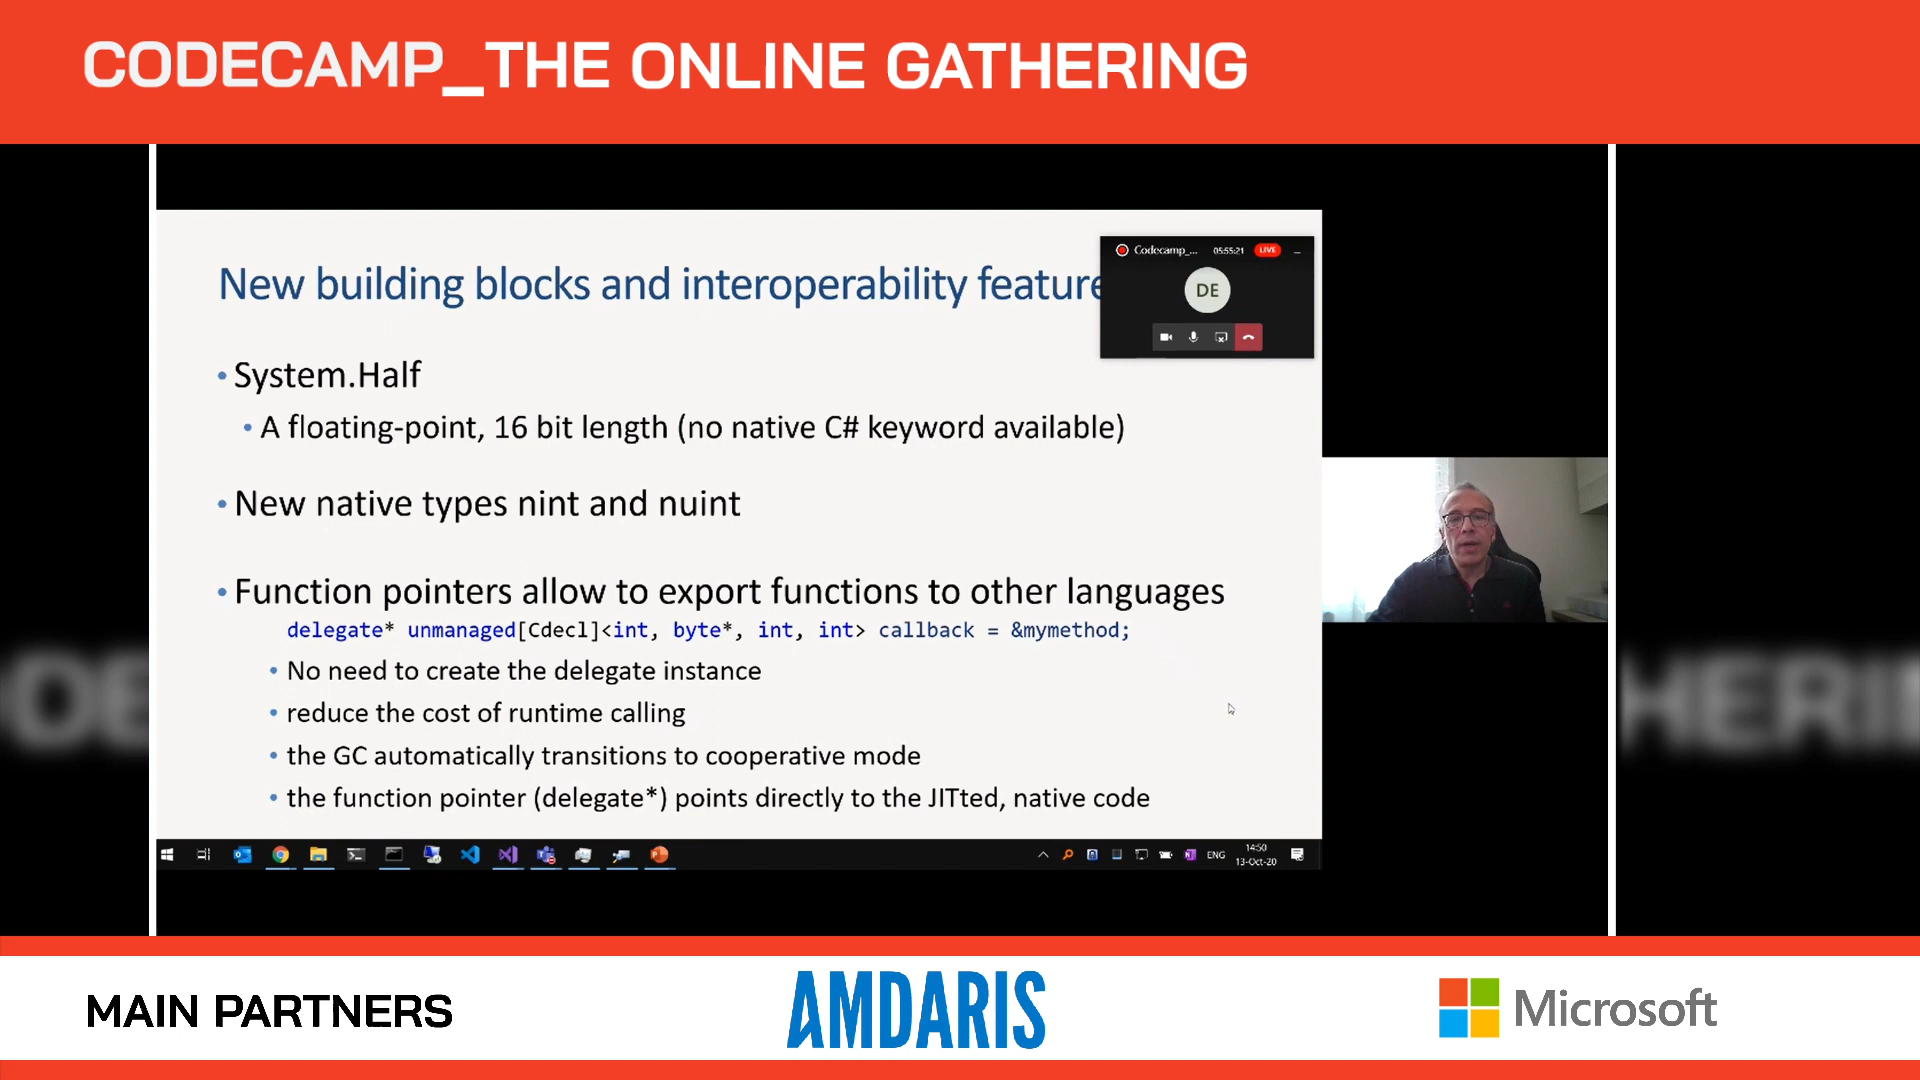 CODECAMP_THE ONLINE GATHERING
New building blocks and interoperability feature
Codecamp_... 05:55:21 LIVE
DE
• System.Half
• A floating-point, 16 bit length (no native C# keyword available)
• New native types nint and nuint
• Function pointers allow to export functions to other languages
delegate* unmanaged[Cdecl]<int, byte*, int, int> callback = &mymethod;
• No need to create the delegate instance
• reduce the cost of runtime calling
• the GC automatically transitions to cooperative mode
• the function pointer (delegate*) points directly to the JITted, native code
ENG
14:50
13-Oct-20
MAIN PARTNERS
AMDARIS
Microsoft